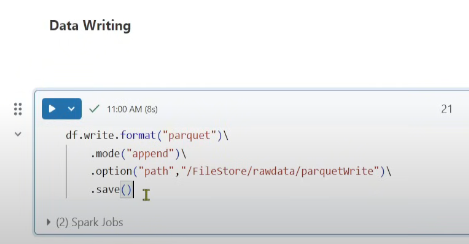 Data Writing
11:00 AM (8s)
21
df.write.format("parquet")\
.mode("append")\
.option("path","/FileStore/rawdata/parquetWrite")\
.save()
(2) Spark Jobs